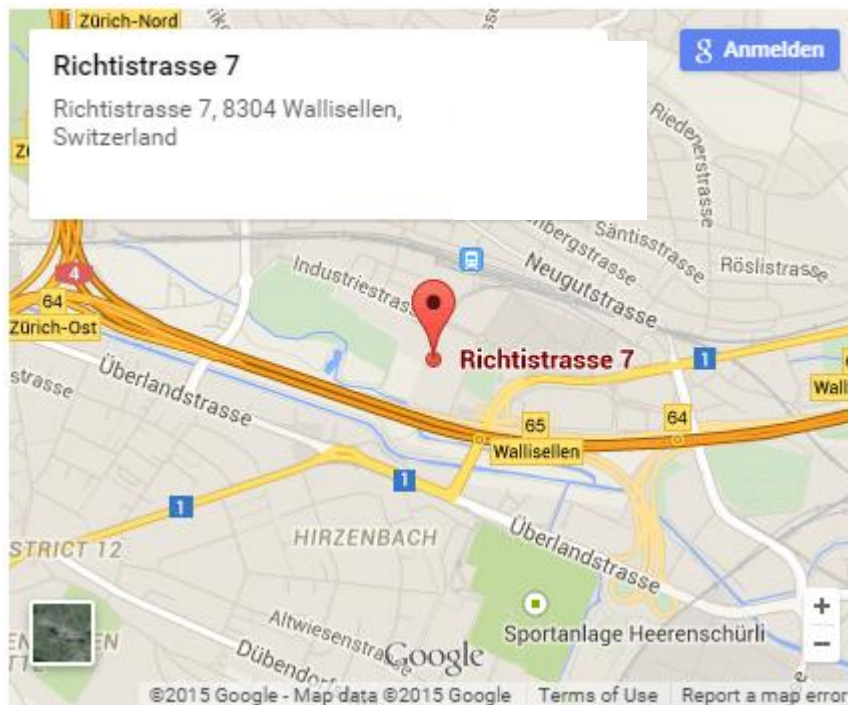 Zürich-Nord
Richtistrasse 7
Richtistrasse 7, 8304 Wallisellen,
Switzerland
g Anmelden
Riedenerstrasse
Säntisstrasse
Röslistrasse
Neugutstrasse
Industriestrasse
4
64
Zürich-Ost
Richtistrasse 7
1
strasse
Überlandstrasse
65
64
Wallisellen
1
1
HIRZENBACH
Überlandstrasse
STRICT 12
+
Altwiesenstrasse
Sportanlage Heerenschürli
−
Google
©2015 Google - Map data ©2015 Google
Terms of Use
Report a map error